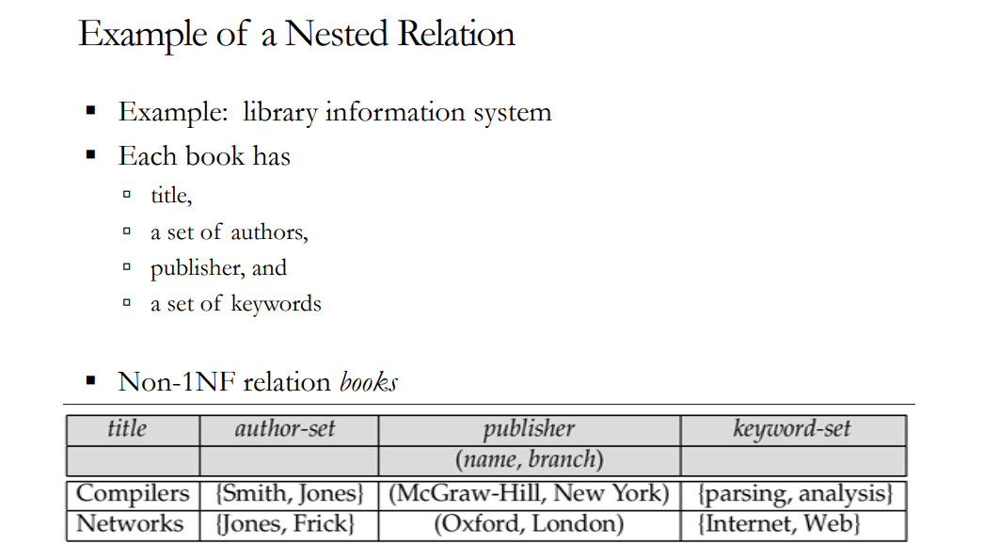 Example of a Nested Relation
Example: library information system
Each book has
title,
a set of authors,
publisher, and
a set of keywords
Non-1NF relation books
title author-set publisher keyword-set
(name, branch)
Compilers {Smith, Jones} (McGraw-Hill, New York) {parsing, analysis}
Networks {Jones, Frick} (Oxford, London) {Internet, Web}